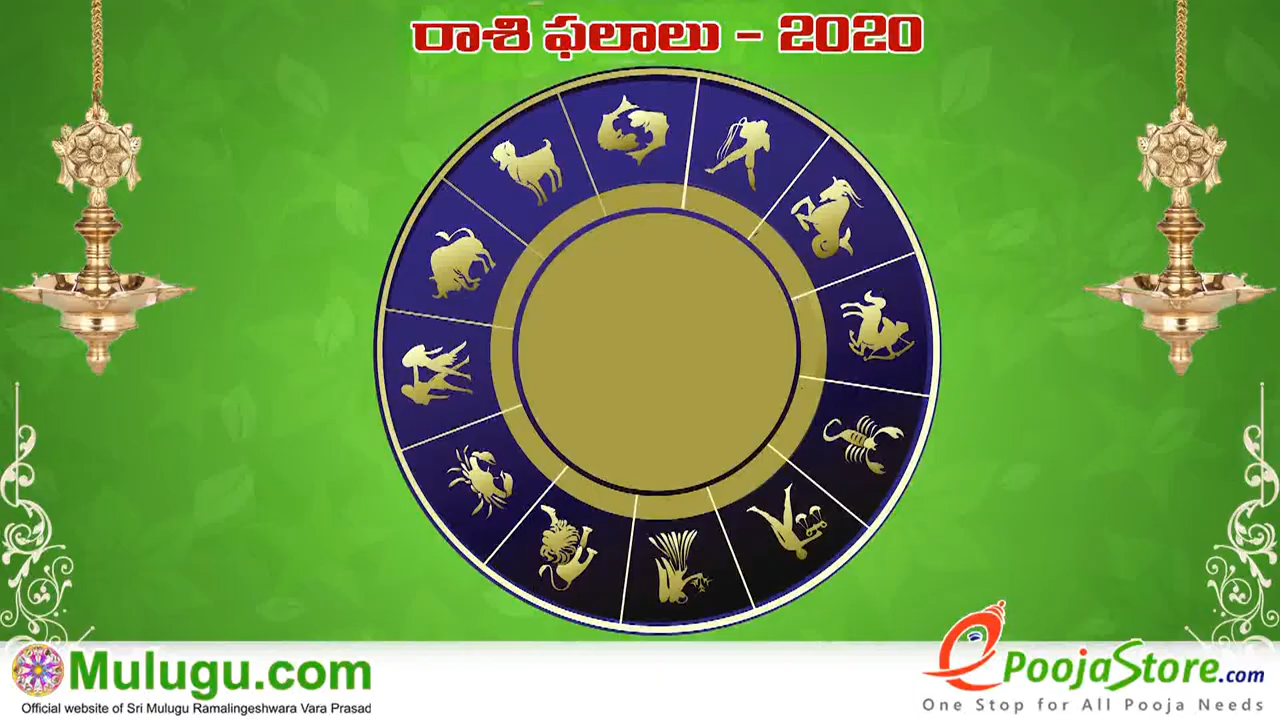 రాశి ఫలాలు - 2020
Mulugu.com
Official website of Sri Mulugu Ramalingeshwara Vara Prasad
ePoojaStore.com
One Stop for All Pooja Needs